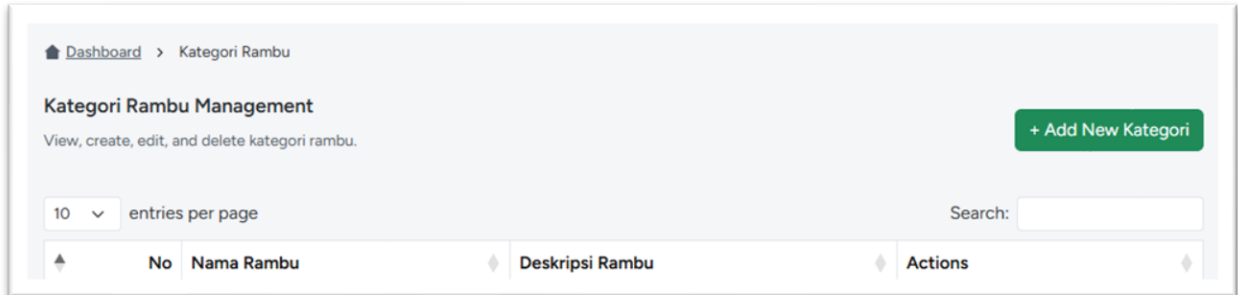 Dashboard > Kategori Rambu
Kategori Rambu Management
View, create, edit, and delete kategori rambu.
+ Add New Kategori
10 entries per page
Search:
No Nama Rambu Deskripsi Rambu Actions